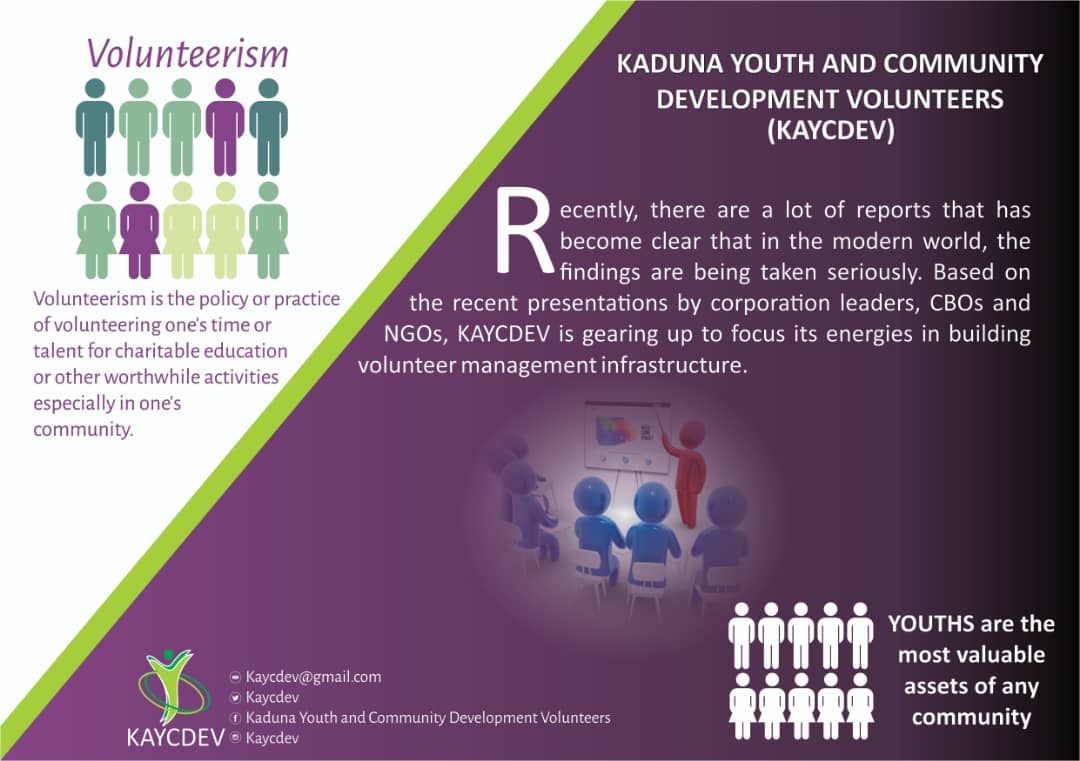 Volunteerism
Volunteerism is the policy or practice
of volunteering one's time or
talent for charitable education
or other worthwhile activities
especially in one's
community.
KADUNA YOUTH AND COMMUNITY
DEVELOPMENT VOLUNTEERS
(KAYCDEV)
Recently, there are a lot of reports that has
become clear that in the modern world, the
findings are being taken seriously. Based on
the recent presentations by corporation leaders, CBOs and
NGOs, KAYCDEV is gearing up to focus its energies in building
volunteer management infrastructure.
YOUTHS are the
most valuable
assets of any
community
KAYCDEV
Kaycdev@gmail.com
Kaycdev
Kaduna Youth and Community Development Volunteers
Kaycdev